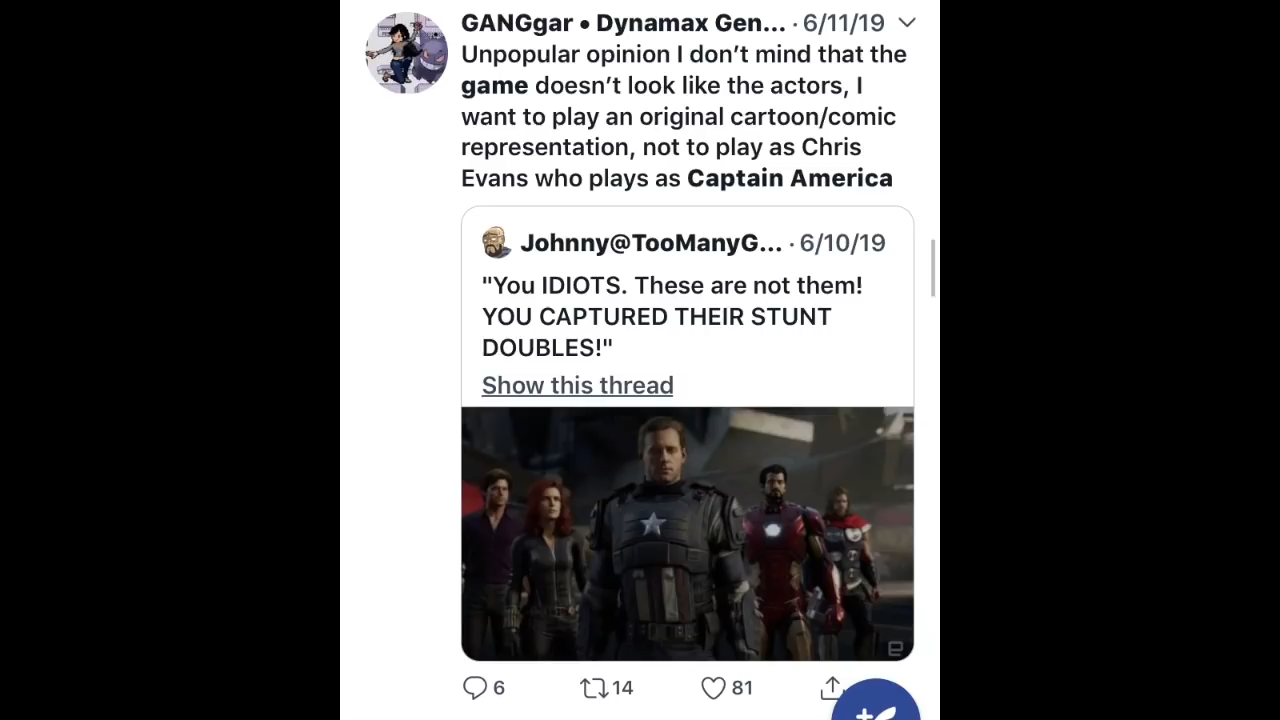 GANGgar • Dynamax Gen... · 6/11/19
Unpopular opinion I don’t mind that the
game doesn’t look like the actors, I
want to play an original cartoon/comic
representation, not to play as Chris
Evans who plays as Captain America
Johnny@TooManyG... · 6/10/19
"You IDIOTS. These are not them!
YOU CAPTURED THEIR STUNT
DOUBLES!"
Show this thread
6 14 81